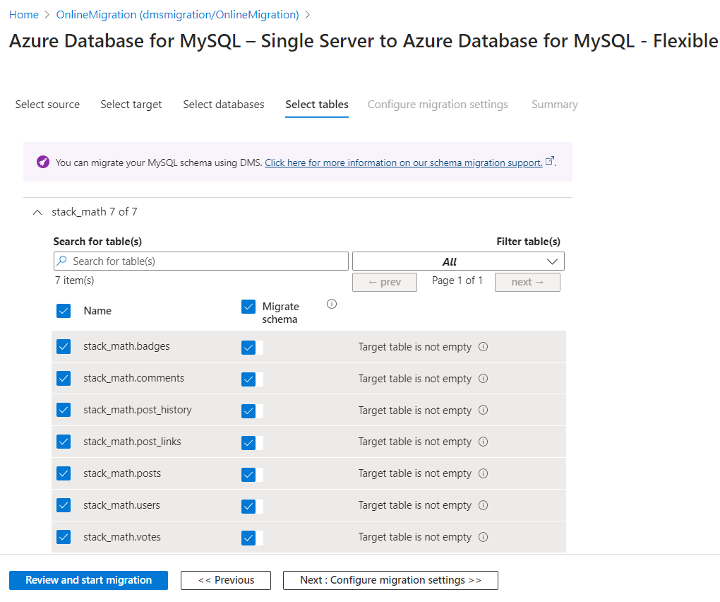 Home > OnlineMigration (dmsmigration/OnlineMigration) >
Azure Database for MySQL – Single Server to Azure Database for MySQL - Flexible
Select source Select target Select databases Select tables Configure migration settings Summary
You can migrate your MySQL schema using DMS. Click here for more information on our schema migration support.
stack_math 7 of 7
Search for table(s) Filter table(s)
Search for table(s) All
7 item(s) ← prev Page 1 of 1 next →
Name Migrate
schema
stack_math.badges Target table is not empty
stack_math.comments Target table is not empty
stack_math.post_history Target table is not empty
stack_math.post_links Target table is not empty
stack_math.posts Target table is not empty
stack_math.users Target table is not empty
stack_math.votes Target table is not empty
Review and start migration << Previous Next : Configure migration settings >>